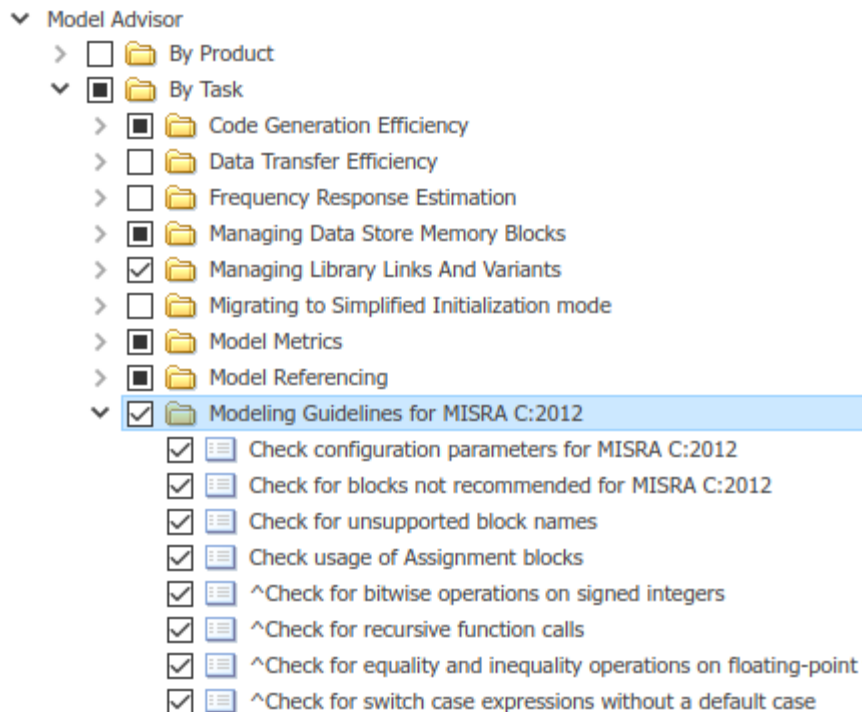 Model Advisor
By Product
By Task
Code Generation Efficiency
Data Transfer Efficiency
Frequency Response Estimation
Managing Data Store Memory Blocks
Managing Library Links And Variants
Migrating to Simplified Initialization mode
Model Metrics
Model Referencing
Modeling Guidelines for MISRA C:2012
Check configuration parameters for MISRA C:2012
Check for blocks not recommended for MISRA C:2012
Check for unsupported block names
Check usage of Assignment blocks
^Check for bitwise operations on signed integers
^Check for recursive function calls
^Check for equality and inequality operations on floating-point
^Check for switch case expressions without a default case